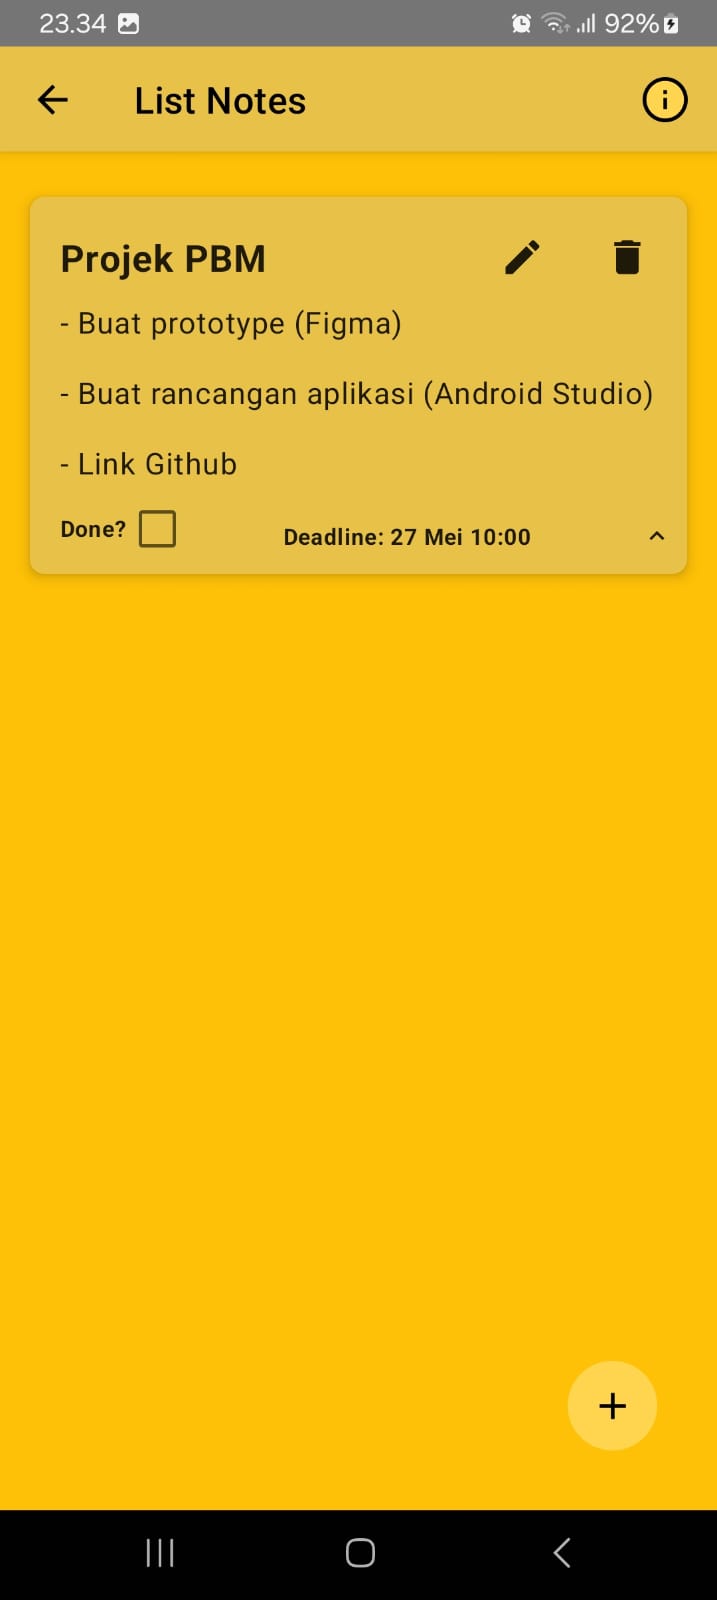 23.34 92%
List Notes
Projek PBM
- Buat prototype (Figma)
- Buat rancangan aplikasi (Android Studio)
- Link Github
Done? Deadline: 27 Mei 10:00